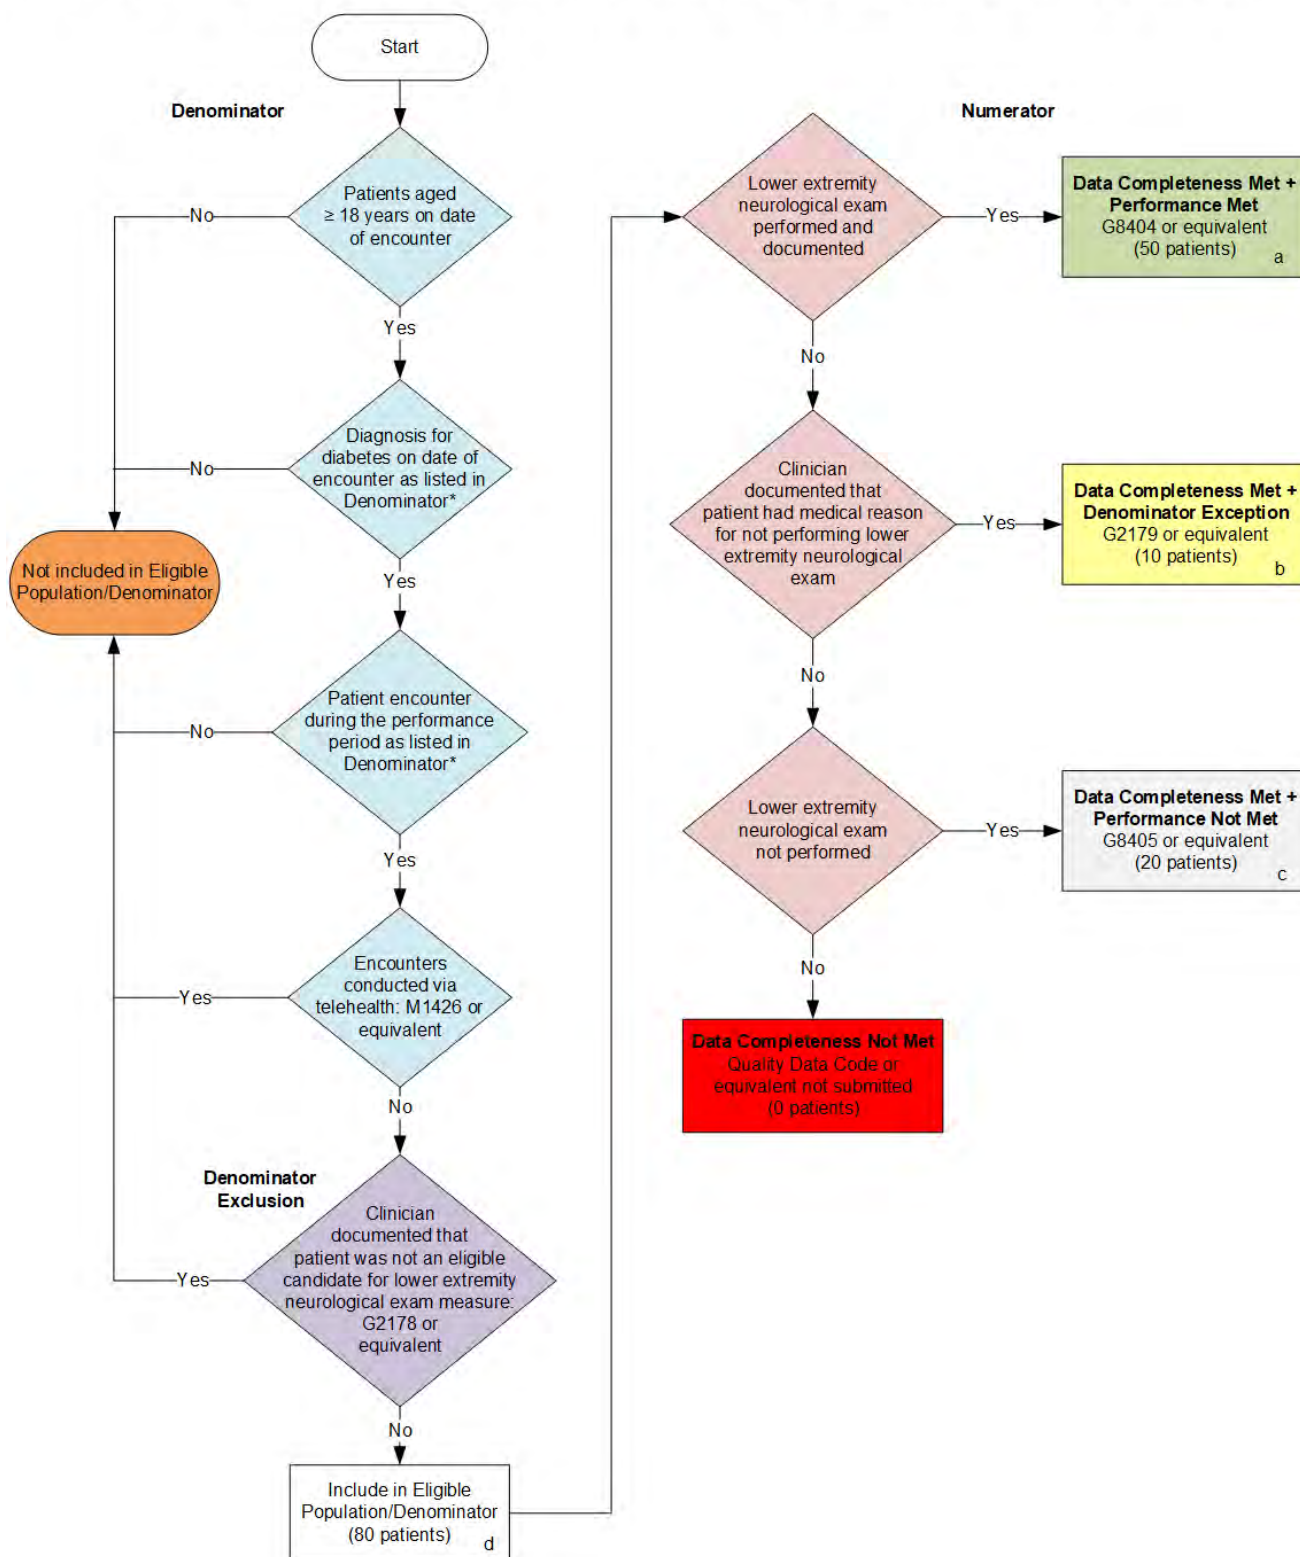 Start
Denominator
Patients aged
≥ 18 years on date
of encounter
No
Yes
Diagnosis for
diabetes on date of
encounter as listed in
Denominator*
No
Yes
Not included in Eligible
Population/Denominator
Patient encounter
during the performance
period as listed in
Denominator*
No
Yes
Encounters
conducted via
telehealth: M1426 or
equivalent
Yes
No
Denominator
Exclusion
Clinician
documented that
patient was not an eligible
candidate for lower extremity
neurological exam measure:
G2178 or
equivalent
Yes
No
Include in Eligible
Population/Denominator
(80 patients)
d
Numerator
Lower extremity
neurological exam
performed and
documented
Yes
Data Completeness Met +
Performance Met
G8404 or equivalent
(50 patients)
a
No
Clinician
documented that
patient had medical reason
for not performing lower
extremity neurological
exam
Yes
Data Completeness Met +
Denominator Exception
G2179 or equivalent
(10 patients)
b
No
Lower extremity
neurological exam
not performed
Yes
Data Completeness Met +
Performance Not Met
G8405 or equivalent
(20 patients)
c
No
Data Completeness Not Met
Quality Data Code or
equivalent not submitted
(0 patients)